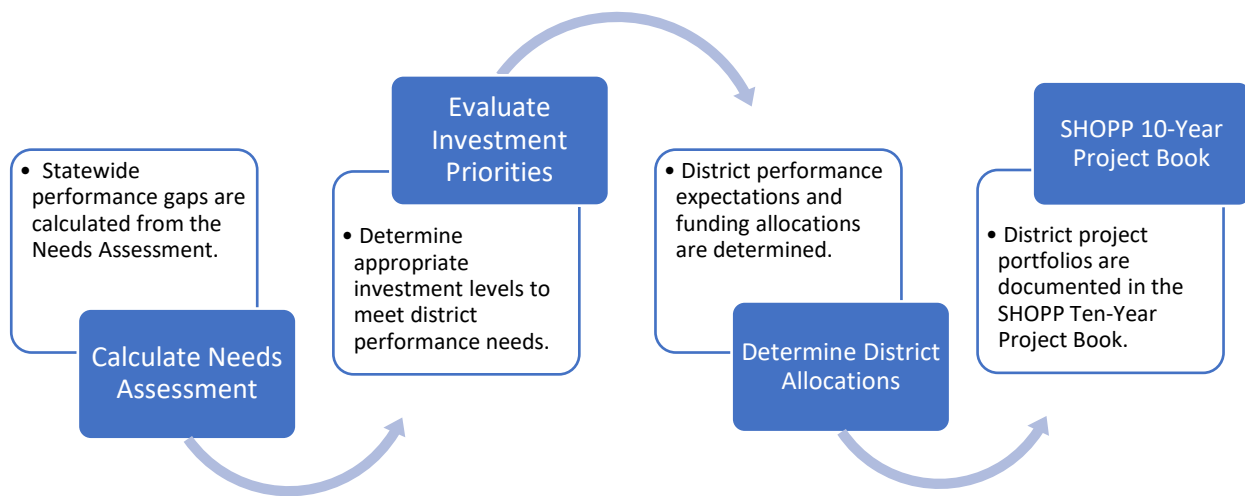 • Statewide
performance gaps are
calculated from the
Needs Assessment.
Calculate Needs
Assessment
Evaluate
Investment
Priorities
• Determine
appropriate
investment levels to
meet district
performance needs.
• District performance
expectations and
funding allocations
are determined.
Determine District
Allocations
SHOPP 10-Year
Project Book
• District project
portfolios are
documented in the
SHOPP Ten-Year
Project Book.